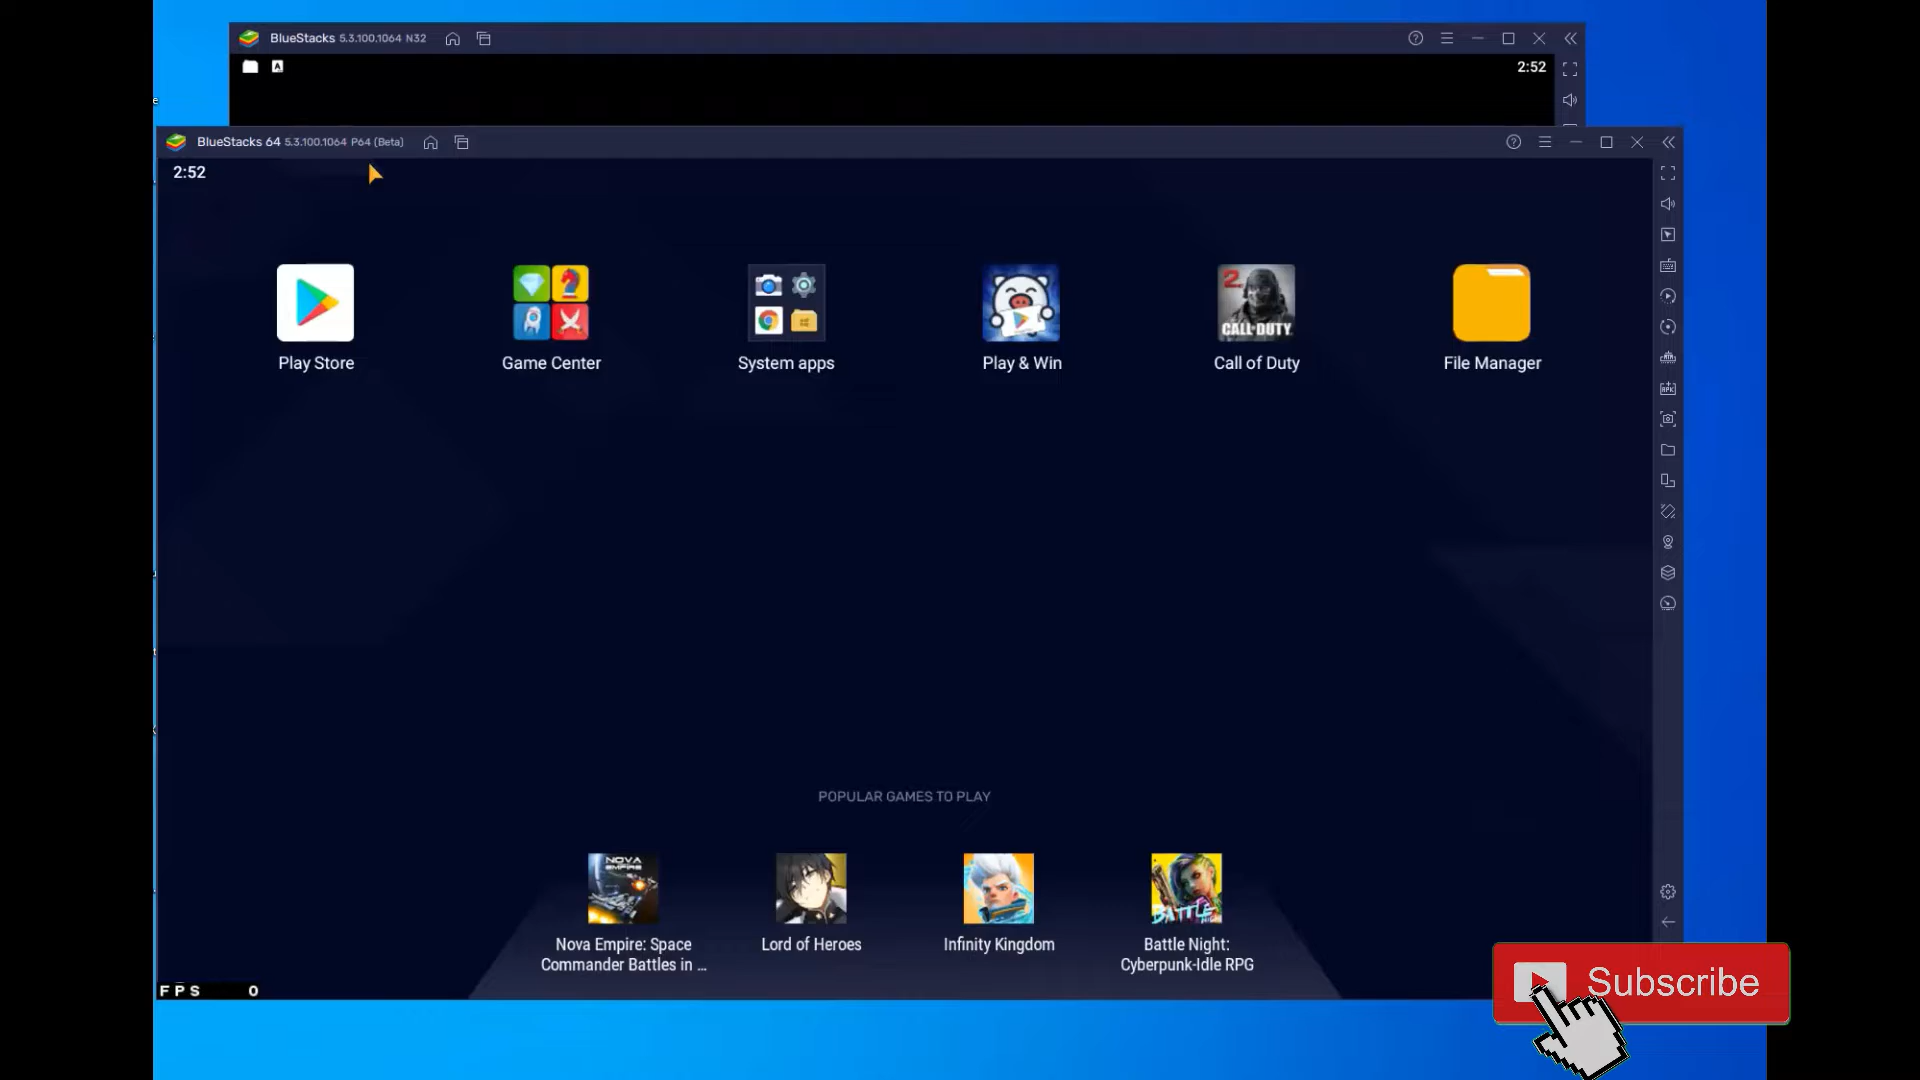 BlueStacks 5.3.100.1064 N32
A
2:52
BlueStacks 64 5.3.100.1064 P64 (Beta)
2:52
2.
CALL OF DUTY
Play Store
Game Center
System apps
Play & Win
Call of Duty
File Manager
APK
POPULAR GAMES TO PLAY
NOVA
EMPIRE
BATTLE
Nova Empire: Space
Commander Battles in ...
Lord of Heroes
Infinity Kingdom
Battle Night:
Cyberpunk-Idle RPG
FPS 0
Subscribe